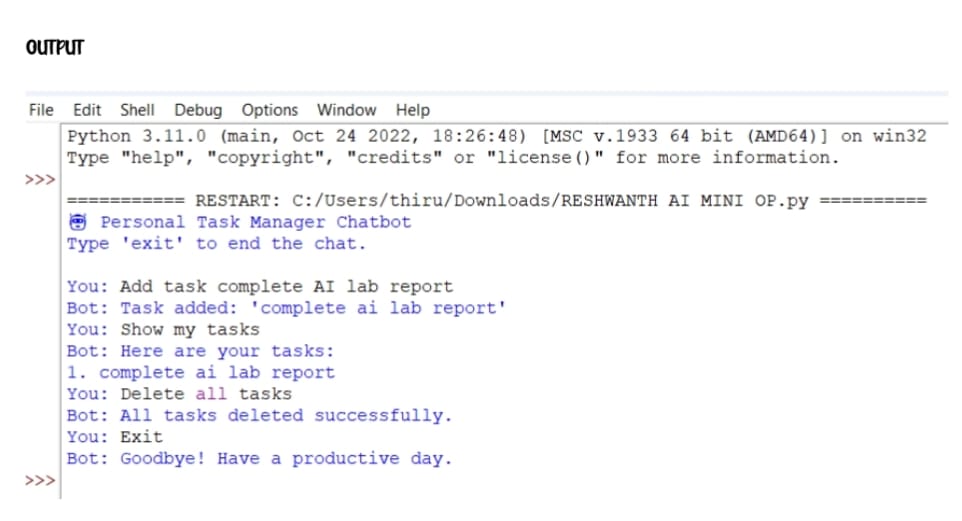 OUTPUT
File Edit Shell Debug Options Window Help
Python 3.11.0 (main, Oct 24 2022, 18:26:48) [MSC v.1933 64 bit (AMD64)] on win32
Type "help", "copyright", "credits" or "license()" for more information.
>>>
=========== RESTART: C:/Users/thiru/Downloads/RESHWANTH AI MINI OP.py ==========
Personal Task Manager Chatbot
Type 'exit' to end the chat.
You: Add task complete AI lab report
Bot: Task added: 'complete ai lab report'
You: Show my tasks
Bot: Here are your tasks:
1. complete ai lab report
You: Delete all tasks
Bot: All tasks deleted successfully.
You: Exit
Bot: Goodbye! Have a productive day.
>>>